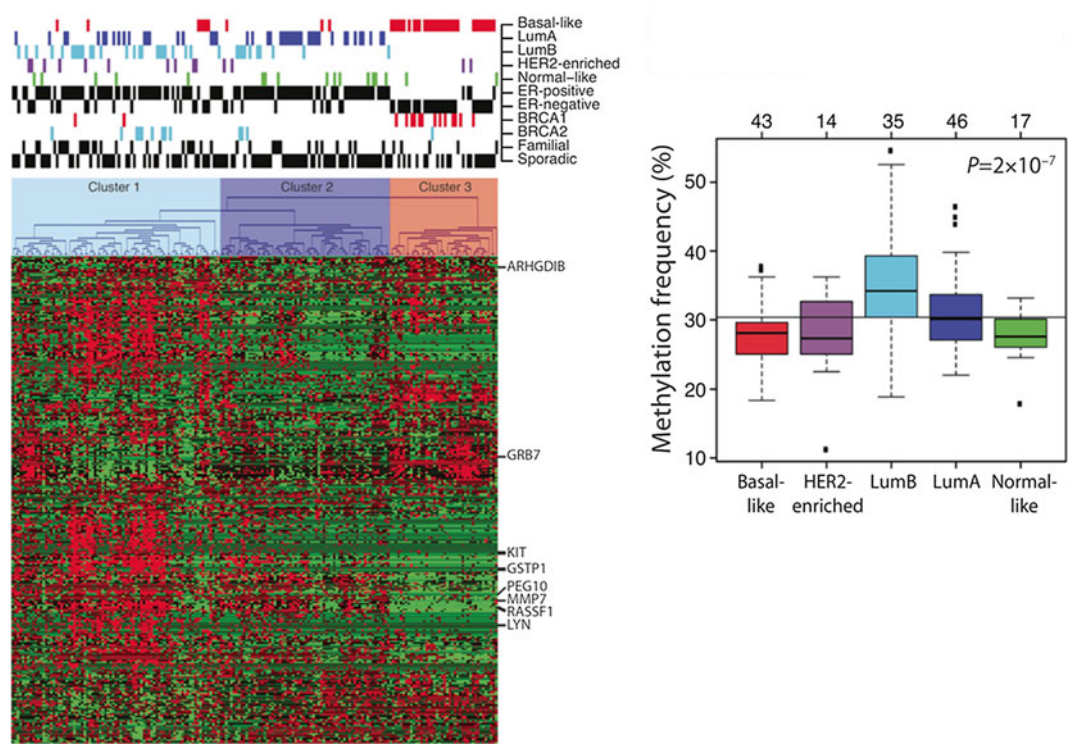 Basal-like
LumA
LumB
HER2-enriched
Normal-like
ER-positive
ER-negative
BRCA1
BRCA2
Familial
Sporadic
Cluster 1 Cluster 2 Cluster 3
ARHGDIB
GRB7
KIT
GSTP1
PEG10
MMP7
RASSF1
LYN
43 14 35 46 17
P=2×10⁻⁷
Methylation frequency (%)
50
40
30
20
10
Basal- HER2- LumB LumA Normal-
like enriched like